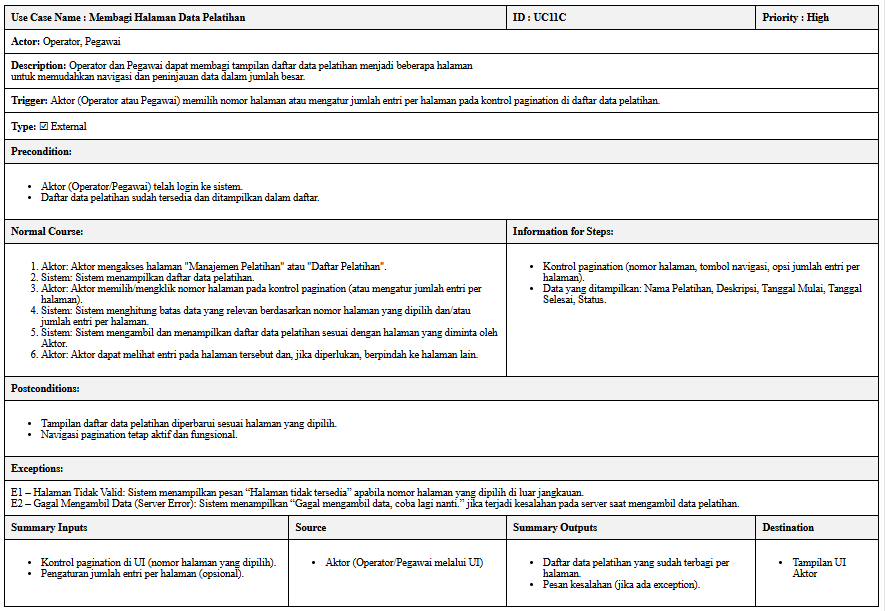 Use Case Name : Membagi Halaman Data Pelatihan
ID : UC11C
Priority : High
Actor: Operator, Pegawai
Description: Operator dan Pegawai dapat membagi tampilan daftar data pelatihan menjadi beberapa halaman
untuk memudahkan navigasi dan peninjauan data dalam jumlah besar.
Trigger: Aktor (Operator atau Pegawai) memilih nomor halaman atau mengatur jumlah entri per halaman pada kontrol pagination di daftar data pelatihan.
Type: ☑ External
Precondition:
• Aktor (Operator/Pegawai) telah login ke sistem.
• Daftar data pelatihan sudah tersedia dan ditampilkan dalam daftar.
Normal Course:
1. Aktor: Aktor mengakses halaman "Manajemen Pelatihan" atau "Daftar Pelatihan".
2. Sistem: Sistem menampilkan daftar data pelatihan.
3. Aktor: Aktor memilih/mengklik nomor halaman pada kontrol pagination (atau mengatur jumlah entri per
halaman).
4. Sistem: Sistem menghitung batas data yang relevan berdasarkan nomor halaman yang dipilih dan/atau
jumlah entri per halaman.
5. Sistem: Sistem mengambil dan menampilkan daftar data pelatihan sesuai dengan halaman yang diminta oleh
Aktor.
6. Aktor: Aktor dapat melihat entri pada halaman tersebut dan, jika diperlukan, berpindah ke halaman lain.
Information for Steps:
• Kontrol pagination (nomor halaman, tombol navigasi, opsi jumlah entri per
halaman).
• Data yang ditampilkan: Nama Pelatihan, Deskripsi, Tanggal Mulai, Tanggal
Selesai, Status.
Postconditions:
• Tampilan daftar data pelatihan diperbarui sesuai halaman yang dipilih.
• Navigasi pagination tetap aktif dan fungsional.
Exceptions:
E1 – Halaman Tidak Valid: Sistem menampilkan pesan “Halaman tidak tersedia” apabila nomor halaman yang dipilih di luar jangkauan.
E2 – Gagal Mengambil Data (Server Error): Sistem menampilkan “Gagal mengambil data, coba lagi nanti.” jika terjadi kesalahan pada server saat mengambil data pelatihan.
Summary Inputs
Source
Summary Outputs
Destination
• Kontrol pagination di UI (nomor halaman yang dipilih).
• Pengaturan jumlah entri per halaman (opsional).
• Aktor (Operator/Pegawai melalui UI)
• Daftar data pelatihan yang sudah terbagi per
halaman.
• Pesan kesalahan (jika ada exception).
• Tampilan UI
Aktor